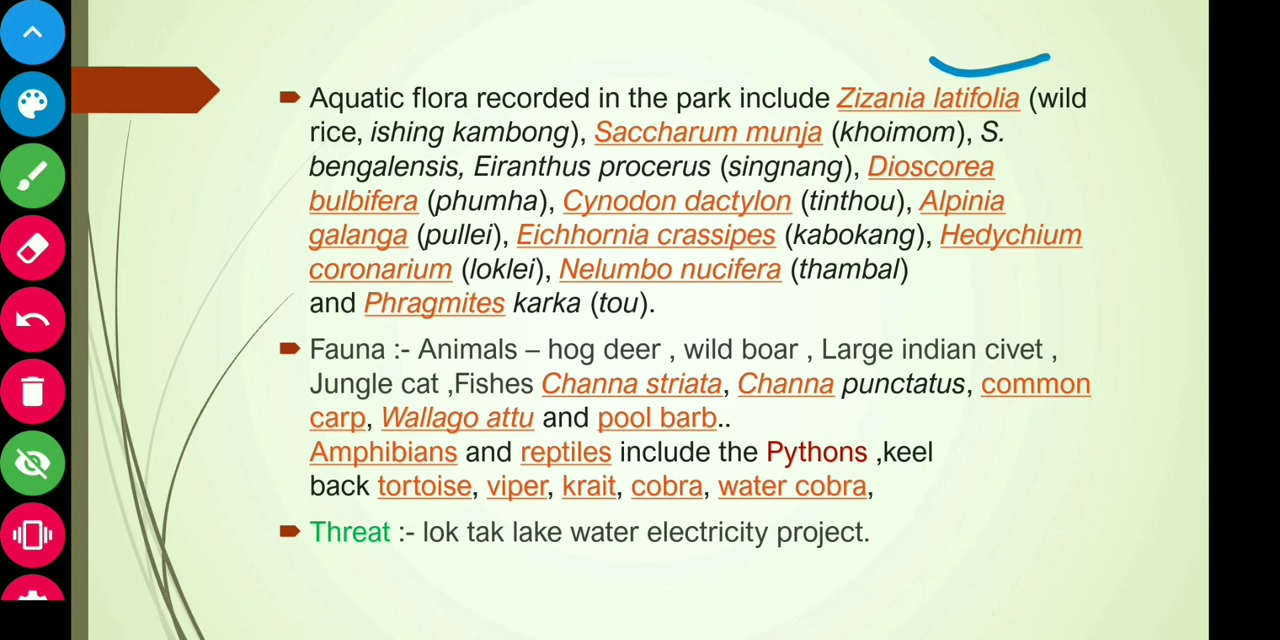 Aquatic flora recorded in the park include Zizania latifolia (wild
rice, ishing kambong), Saccharum munja (khoimom), S.
bengalensis, Eiranthus procerus (singnang), Dioscorea
bulbifera (phumha), Cynodon dactylon (tinthou), Alpinia
galanga (pullei), Eichhornia crassipes (kabokang), Hedychium
coronarium (loklei), Nelumbo nucifera (thambal)
and Phragmites karka (tou).
Fauna :- Animals – hog deer , wild boar , Large indian civet ,
Jungle cat ,Fishes Channa striata, Channa punctatus, common
carp, Wallago attu and pool barb..
Amphibians and reptiles include the Pythons ,keel
back tortoise, viper, krait, cobra, water cobra,
Threat :- lok tak lake water electricity project.